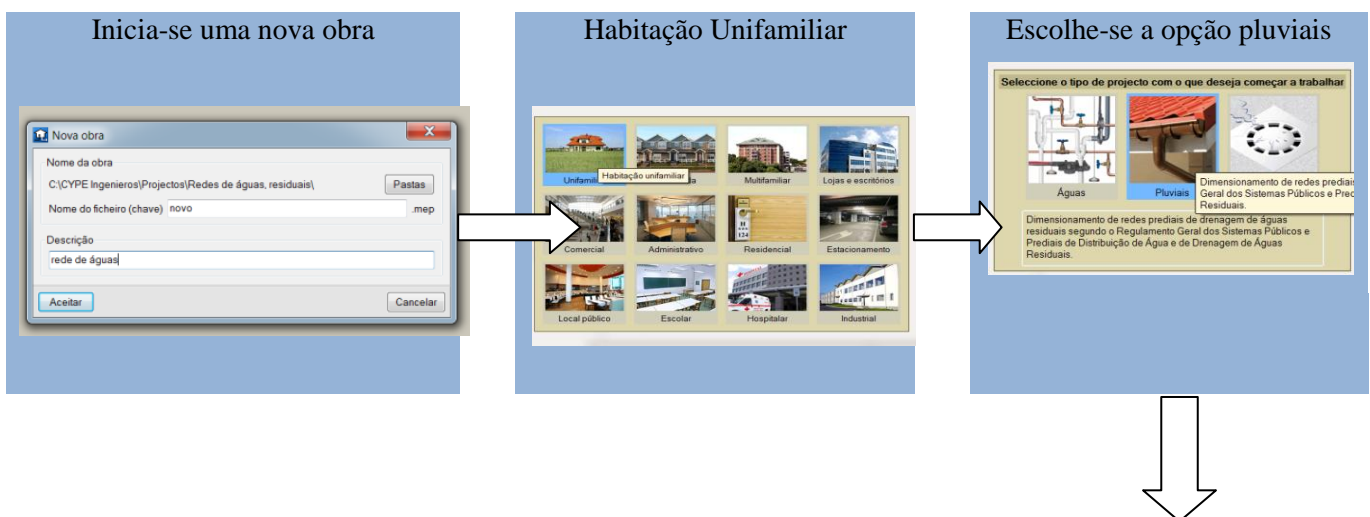 Inicia-se uma nova obra
Nova obra
Nome da obra
C:\CYPE Ingenieros\Projectos\Redes de águas, residuais\
Pastas
Nome do ficheiro (chave) novo .mep
Descrição
rede de águas
Aceitar
Cancelar
Habitação Unifamiliar
Habitação unifamiliar
Multifamiliar
Lojas e escritórios
Comercial
Administrativo
Residencial
Estacionamento
Local público
Escolar
Hospitalar
Industrial
Escolhe-se a opção pluviais
Seleccione o tipo de projecto com o que deseja começar a trabalhar
Águas
Pluviais
Dimensionamento de redes prediais
Geral dos Sistemas Públicos e Pred
Residuais.
Dimensionamento de redes prediais de drenagem de águas
residuais segundo o Regulamento Geral dos Sistemas Públicos e
Prediais de Distribuição de Água e de Drenagem de Águas
Residuais.